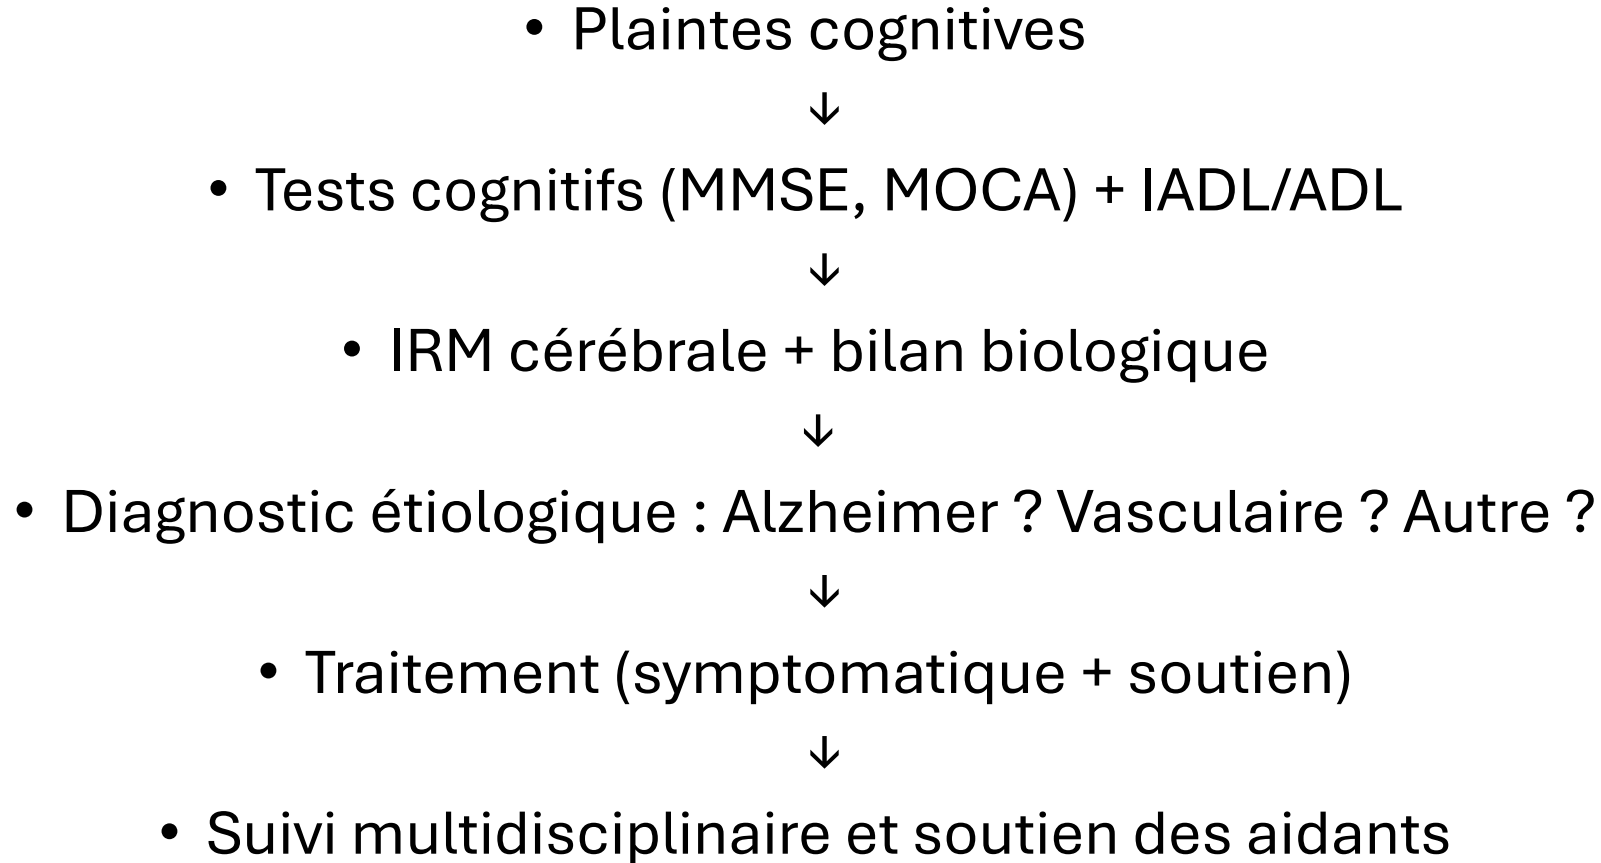 • Plaintes cognitives
↓
• Tests cognitifs (MMSE, MOCA) + IADL/ADL
↓
• IRM cérébrale + bilan biologique
↓
• Diagnostic étiologique : Alzheimer ? Vasculaire ? Autre ?
↓
• Traitement (symptomatique + soutien)
↓
• Suivi multidisciplinaire et soutien des aidants